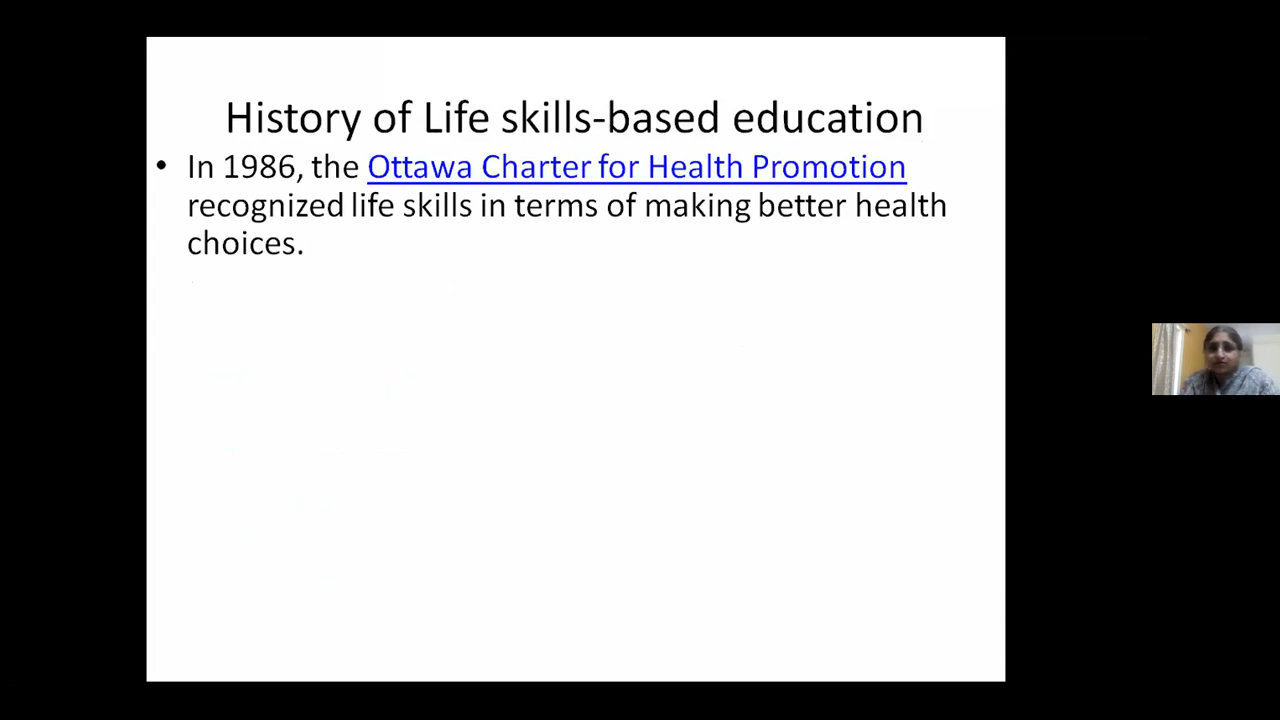 History of Life skills-based education
• In 1986, the Ottawa Charter for Health Promotion
recognized life skills in terms of making better health
choices.